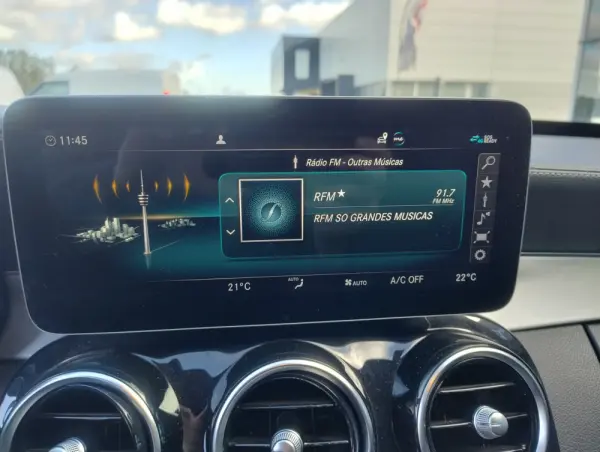 11:45
Rádio FM - Outras Músicas
RFM★ 91.7
FM MHz
RFM SO GRANDES MUSICAS
21°C AUTO AUTO A/C OFF 22°C